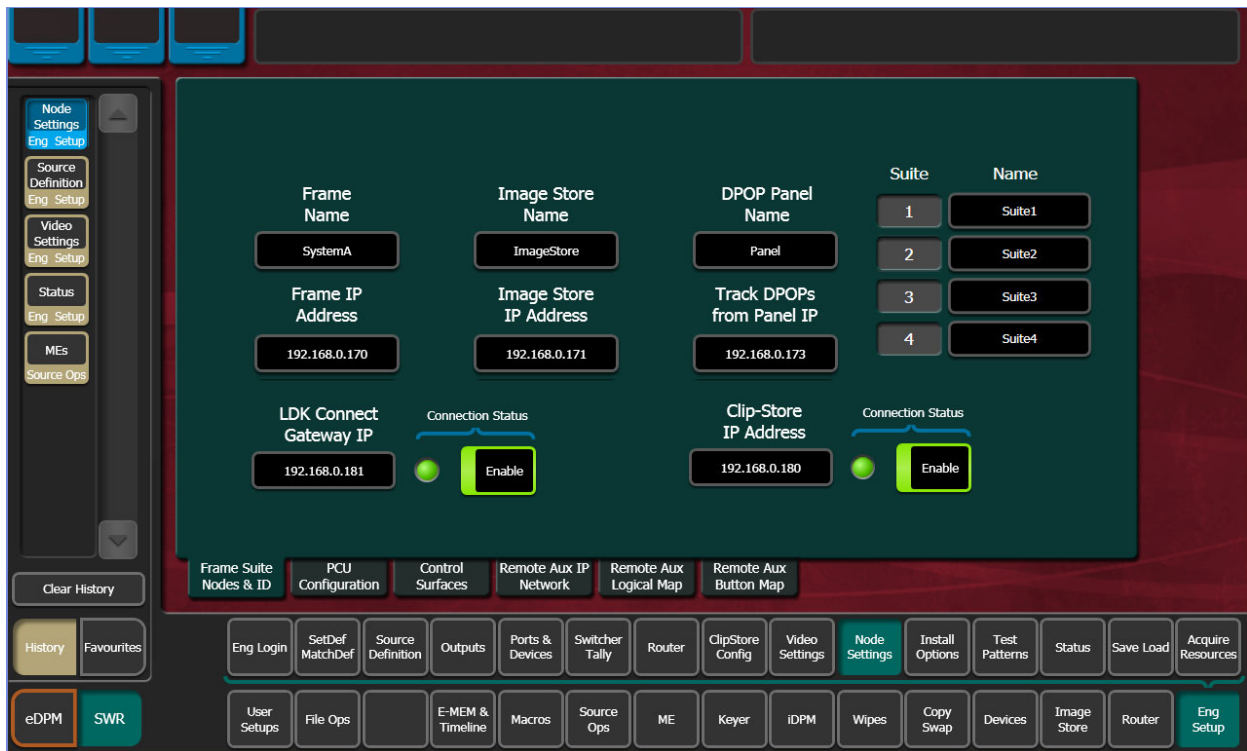 Node
Settings
Eng Setup
Source
Definition
Eng Setup
Video
Settings
Eng Setup
Status
Eng Setup
MEs
Source Ops
Clear History
History
Favourites
eDPM
SWR
Frame
Name
SystemA
Image Store
Name
ImageStore
DPOP Panel
Name
Panel
Suite
Name
1
Suite1
2
Suite2
3
Suite3
4
Suite4
Frame IP
Address
192.168.0.170
Image Store
IP Address
192.168.0.171
Track DPOPs
from Panel IP
192.168.0.173
LDK Connect
Gateway IP
192.168.0.181
Connection Status
Enable
Clip-Store
IP Address
192.168.0.180
Connection Status
Enable
Frame Suite
Nodes & ID
PCU
Configuration
Control
Surfaces
Remote Aux IP
Network
Remote Aux
Logical Map
Remote Aux
Button Map
Eng Login
SetDef
MatchDef
Source
Definition
Outputs
Ports &
Devices
Switcher
Tally
Router
ClipStore
Config
Video
Settings
Node
Settings
Install
Options
Test
Patterns
Status
Save Load
Acquire
Resources
User
Setups
File Ops
E-MEM &
Timeline
Macros
Source
Ops
ME
Keyer
iDPM
Wipes
Copy
Swap
Devices
Image
Store
Router
Eng
Setup